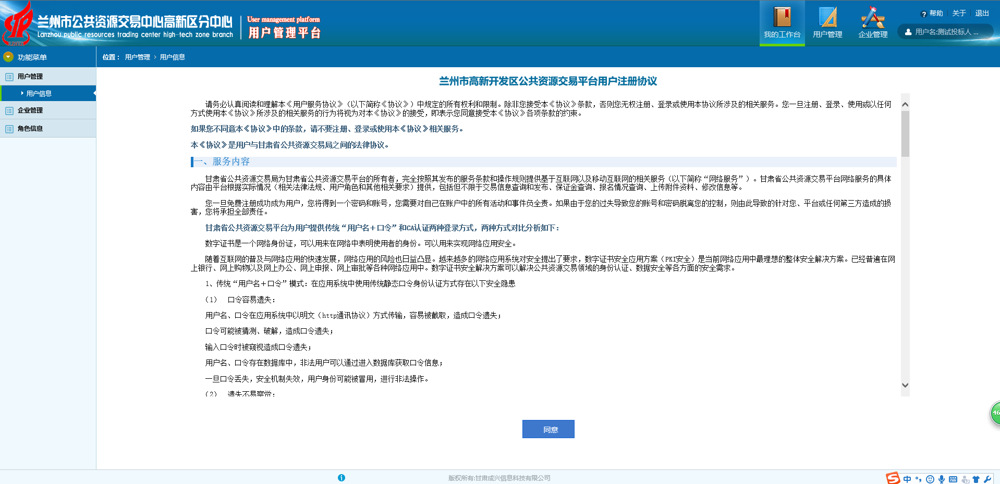 兰州市公共资源交易中心高新区分中心
Lanzhou public resources trading center high-tech zone branch
User management platform
用户管理平台
我的工作台
用户管理
企业管理
帮助
关于
退出
用户名:测试投标人 ...
功能菜单
位置：用户管理 › 用户信息
用户管理
用户信息
企业管理
角色信息
兰州市高新开发区公共资源交易平台用户注册协议
请务必认真阅读和理解本《用户服务协议》（以下简称《协议》）中规定的所有权利和限制。除非您接受本《协议》条款，否则您无权注册、登录或使用本协议所涉及的相关服务。您一旦注册、登录、使用或以任何
方式使用本《协议》所涉及的相关服务的行为将视为对本《协议》的接受，即表示您同意接受本《协议》各项条款的约束。
如果您不同意本《协议》中的条款，请不要注册、登录或使用本《协议》相关服务。
本《协议》是用户与甘肃省公共资源交易局之间的法律协议。
一、服务内容
甘肃省公共资源交易局为甘肃省公共资源交易平台的所有者，完全按照其发布的服务条款和操作规则提供基于互联网以及移动互联网的相关服务（以下简称“网络服务”）。甘肃省公共资源交易平台网络服务的具体
内容由平台根据实际情况（相关法律法规、用户角色和其他相关要求）提供，包括但不限于交易信息查询和发布、保证金查询、报名情况查询、上传附件资料、修改信息等。
您一旦免费注册成功成为用户，您将得到一个密码和账号，您需要对自己在账户中的所有活动和事件负全责。如果由于您的过失导致您的账号和密码脱离您的控制，则由此导致的针对您、平台或任何第三方造成的损
害，您将承担全部责任。
甘肃省公共资源交易平台为用户提供传统“用户名＋口令”和CA认证两种登录方式，两种方式对比分析如下：
数字证书是一个网络身份证，可以用来在网络中表明使用者的身份。可以用来实现网络应用安全。
随着互联网的普及与网络应用的快速发展，网络应用的风险也日益凸显。越来越多的网络应用系统对安全提出了要求，数字证书安全应用方案（PKI安全）是当前网络应用中最理想的整体安全解决方案。已经普遍在网
上银行、网上购物以及网上办公、网上申报、网上审批等各种网络应用中。数字证书安全解决方案可以解决公共资源交易领域的身份认证、数据安全等各方面的安全需求。
1、传统“用户名＋口令”模式：在应用系统中使用传统静态口令身份认证方式存在以下安全隐患
（1）　口令容易遗失：
用户名、口令在应用系统中以明文（http通讯协议）方式传输，容易被截取，造成口令遗失；
口令可能被猜测、破解，造成口令遗失；
输入口令时被窥视造成口令遗失；
用户名、口令存在数据库中，非法用户可以通过进入数据库获取口令信息；
一旦口令丢失，安全机制失效，用户身份可能被冒用，进行非法操作。
（2）　遗失不易察觉：
同意
46
版权所有:甘肃成兴信息科技有限公司
中